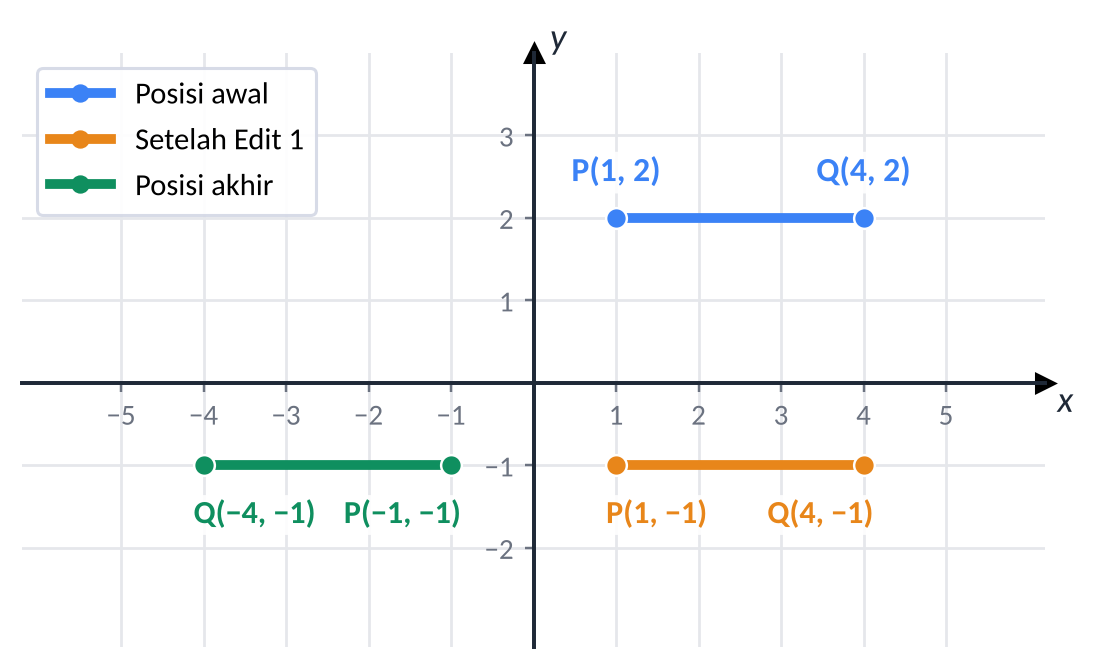 y
Posisi awal
Setelah Edit 1
Posisi akhir
3
P(1, 2)
Q(4, 2)
2
1
−5
−4
−3
−2
−1
1
2
3
4
5
x
−1
Q(−4, −1)
P(−1, −1)
P(1, −1)
Q(4, −1)
−2